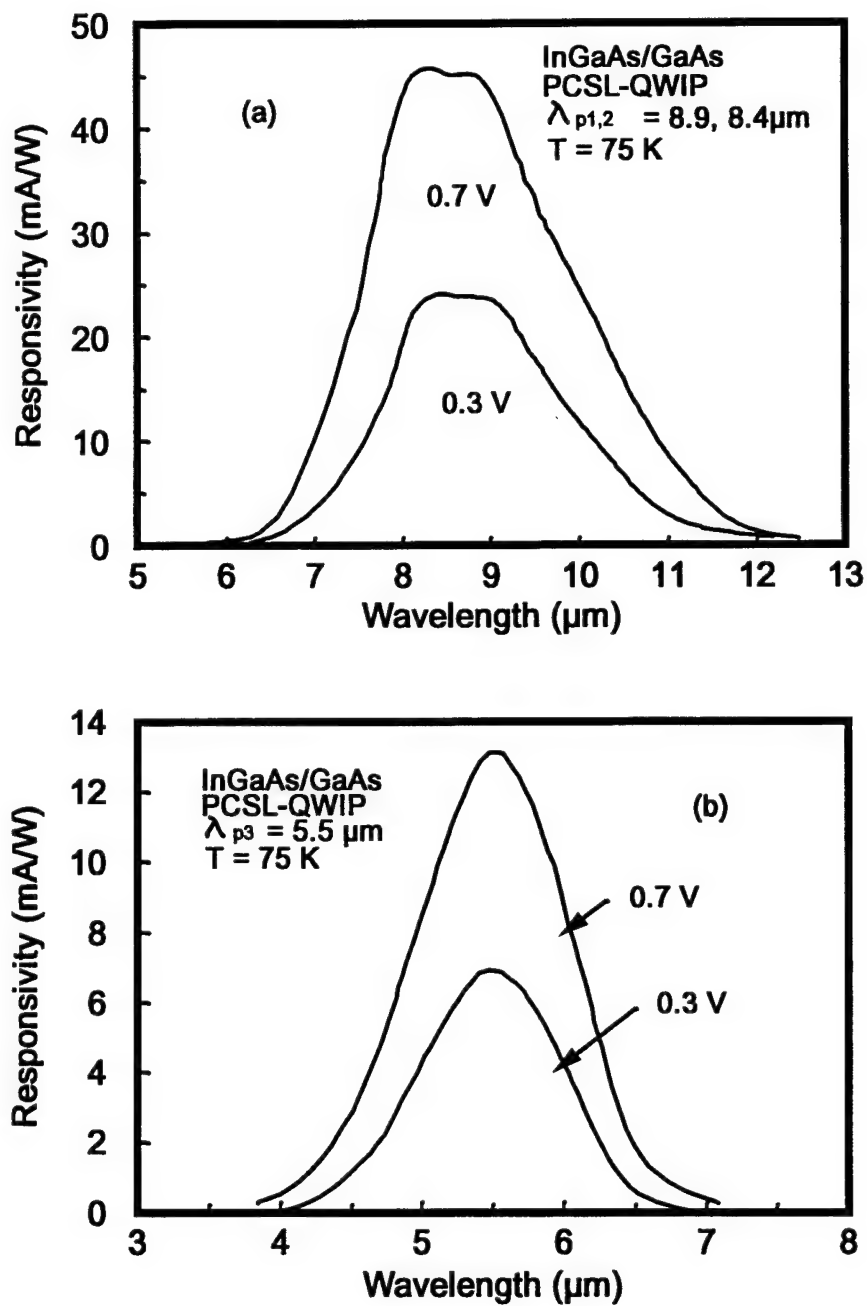 50
40
30
20
10
0
Responsivity (mA/W)
(a)
InGaAs/GaAs
PCSL-QWIP
λ p1,2 = 8.9, 8.4µm
T = 75 K
0.7 V
0.3 V
5 6 7 8 9 10 11 12 13
Wavelength (µm)
14
12
10
8
6
4
2
0
Responsivity (mA/W)
InGaAs/GaAs
PCSL-QWIP
λ p3 = 5.5 µm
T = 75 K
(b)
0.7 V
0.3 V
3 4 5 6 7 8
Wavelength (µm)